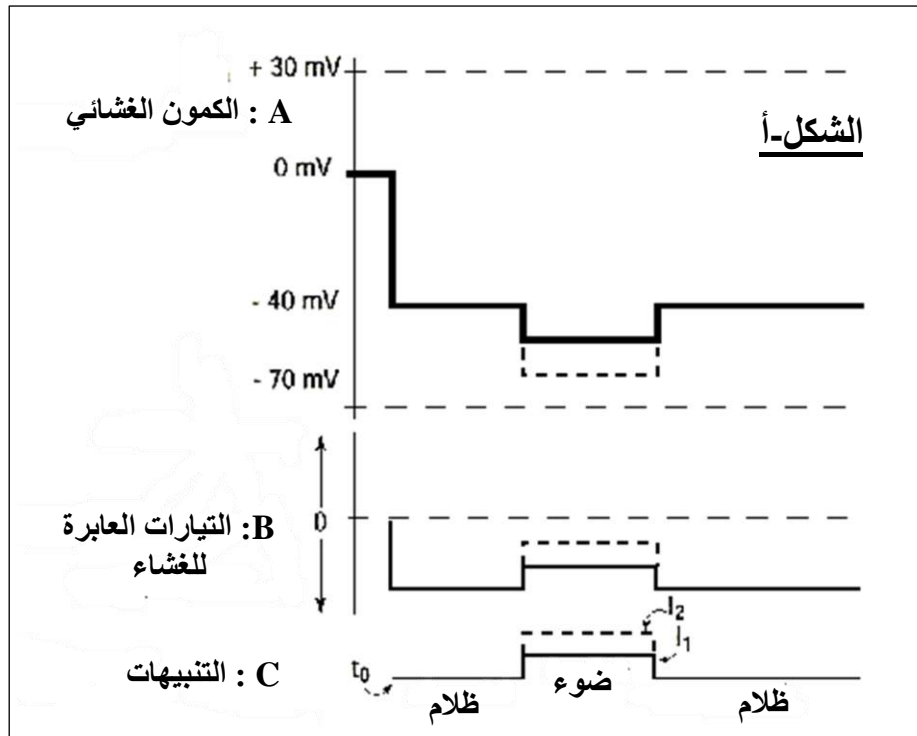 + 30 mV
A : الكمون الغشائي
الشكل-أ
0 mV
- 40 mV
- 70 mV
0
B: التيارات العابرة
للغشاء
I2
I1
C : التنبيهات
t0
ضوء
ظلام
ظلام